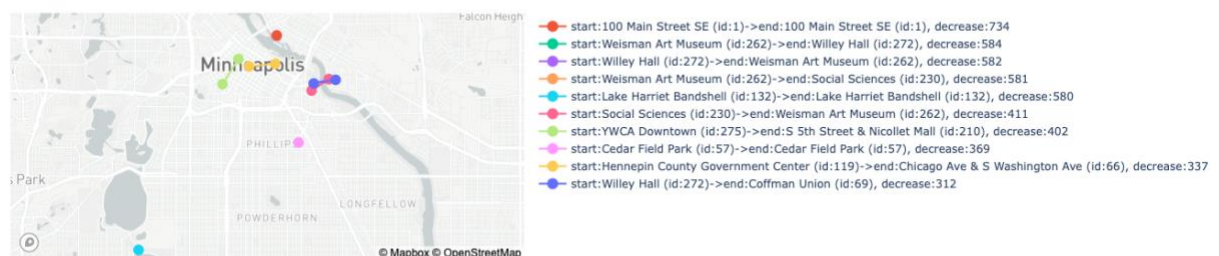 Falcon Heigh
Minneapolis
PHILLIP
s Park
LONGFELLOW
POWDERHORN
© Mapbox © OpenStreetMap
start:100 Main Street SE (id:1)->end:100 Main Street SE (id:1), decrease:734
start:Weisman Art Museum (id:262)->end:Willey Hall (id:272), decrease:584
start:Willey Hall (id:272)->end:Weisman Art Museum (id:262), decrease:582
start:Weisman Art Museum (id:262)->end:Social Sciences (id:230), decrease:581
start:Lake Harriet Bandshell (id:132)->end:Lake Harriet Bandshell (id:132), decrease:580
start:Social Sciences (id:230)->end:Weisman Art Museum (id:262), decrease:411
start:YWCA Downtown (id:275)->end:S 5th Street & Nicollet Mall (id:210), decrease:402
start:Cedar Field Park (id:57)->end:Cedar Field Park (id:57), decrease:369
start:Hennepin County Government Center (id:119)->end:Chicago Ave & S Washington Ave (id:66), decrease:337
start:Willey Hall (id:272)->end:Coffman Union (id:69), decrease:312